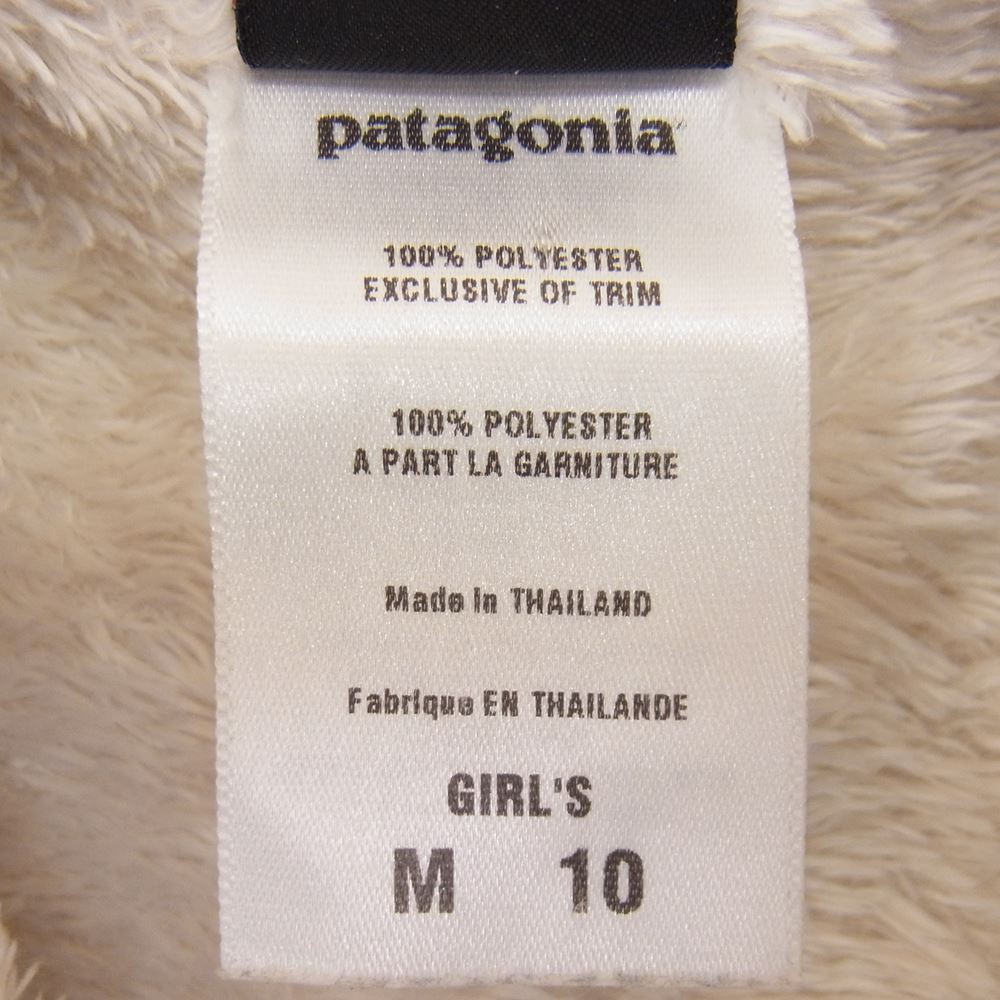 patagonia
100% POLYESTER
EXCLUSIVE OF TRIM
100% POLYESTER
A PART LA GARNITURE
Made in THAILAND
Fabrique EN THAILANDE
GIRL'S
M 10